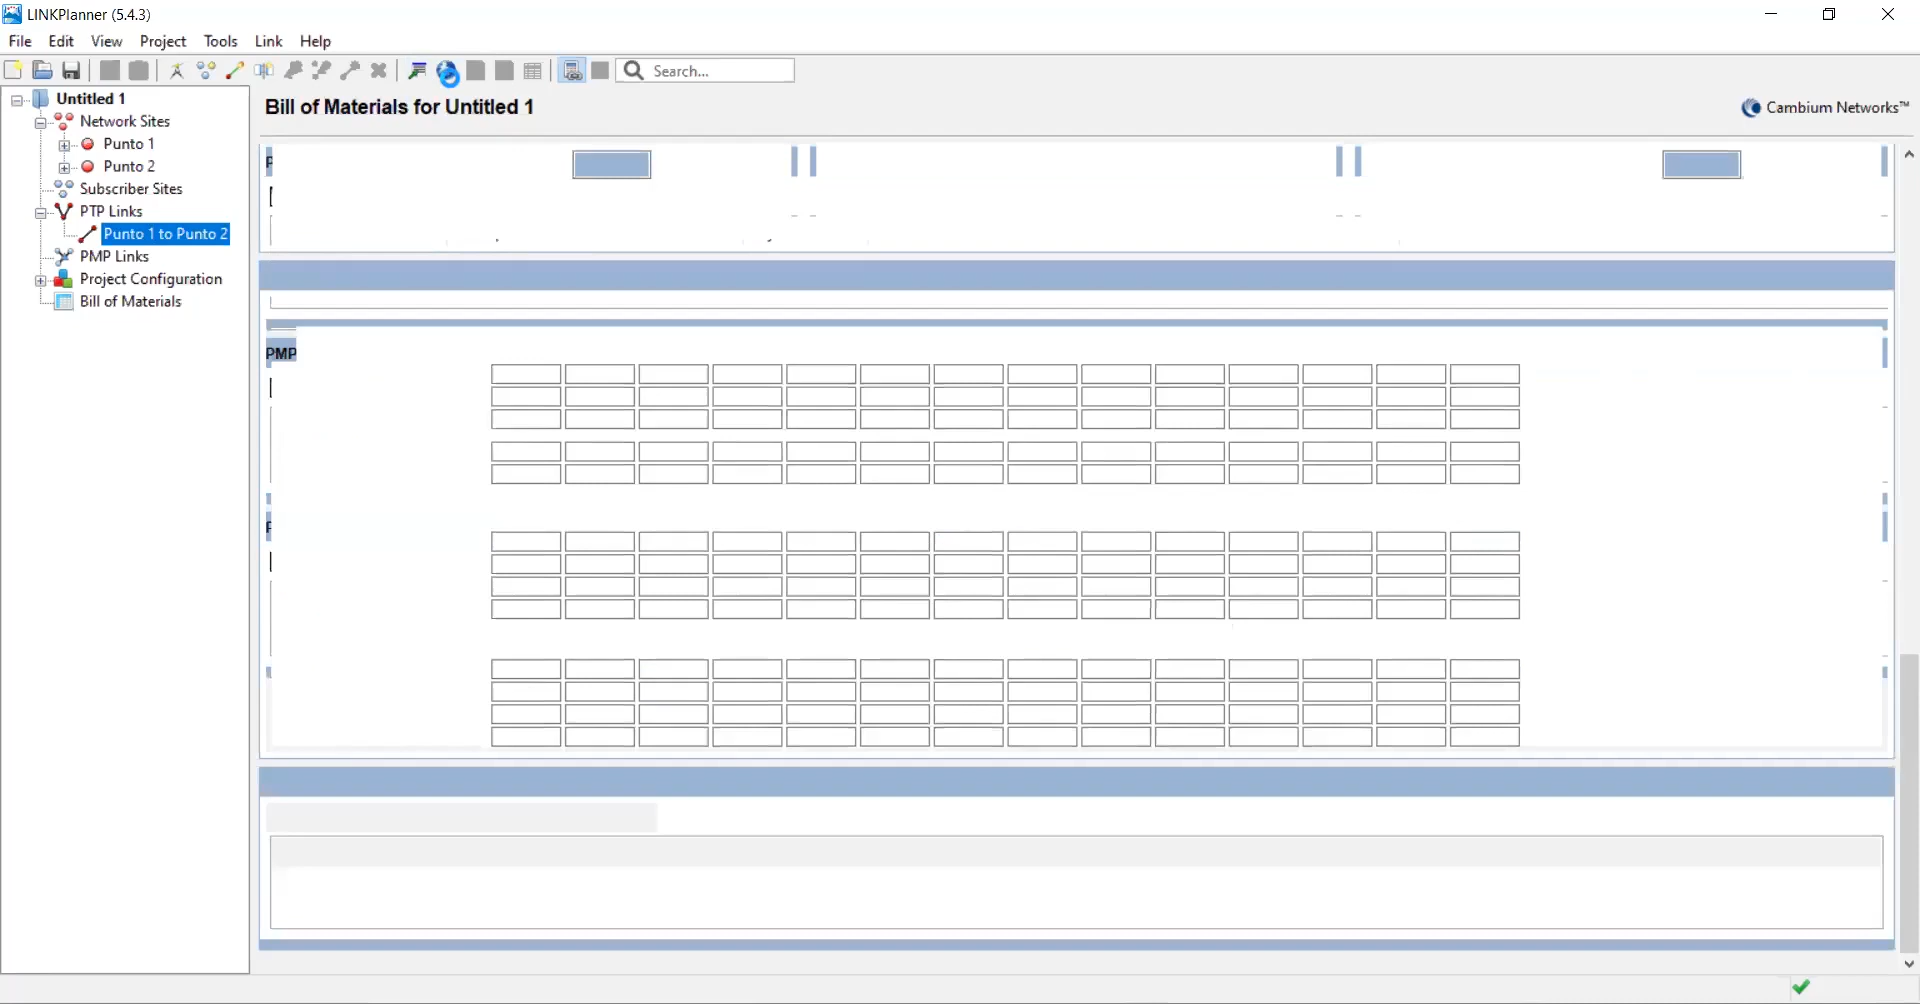 LINKPlanner (5.4.3)
File Edit View Project Tools Link Help
Search...
Untitled 1
Network Sites
Punto 1
Punto 2
Subscriber Sites
PTP Links
Punto 1 to Punto 2
PMP Links
Project Configuration
Bill of Materials
Bill of Materials for Untitled 1
Cambium Networks™
PMP